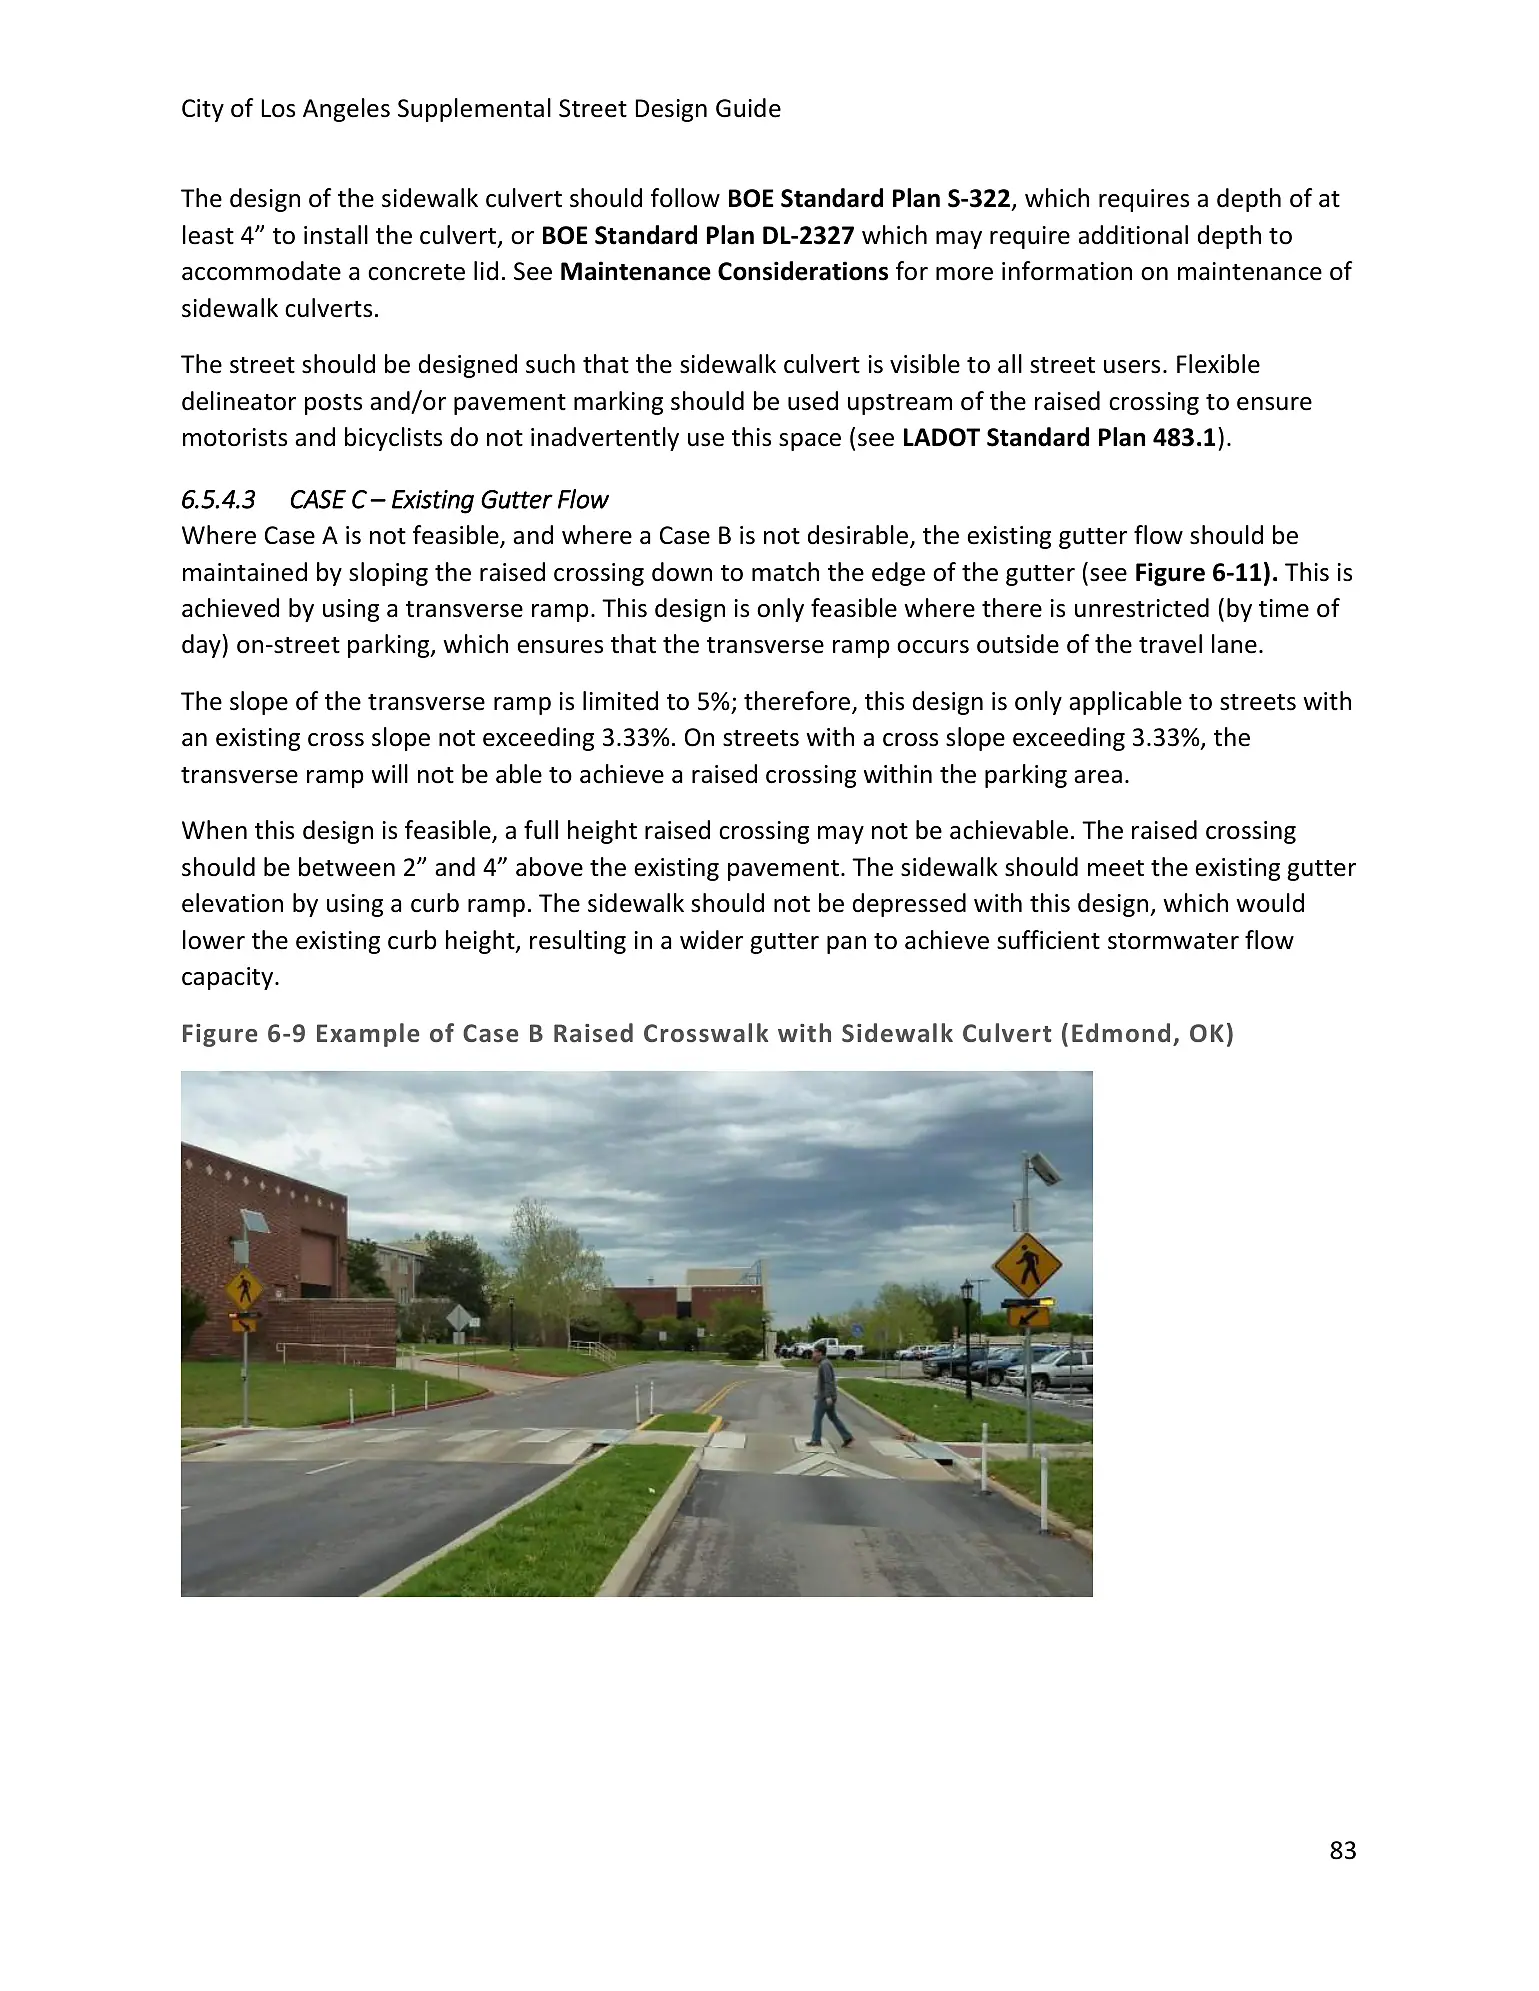 City of Los Angeles Supplemental Street Design Guide
The design of the sidewalk culvert should follow BOE Standard Plan S-322, which requires a depth of at
least 4” to install the culvert, or BOE Standard Plan DL-2327 which may require additional depth to
accommodate a concrete lid. See Maintenance Considerations for more information on maintenance of
sidewalk culverts.
The street should be designed such that the sidewalk culvert is visible to all street users. Flexible
delineator posts and/or pavement marking should be used upstream of the raised crossing to ensure
motorists and bicyclists do not inadvertently use this space (see LADOT Standard Plan 483.1).
6.5.4.3 CASE C – Existing Gutter Flow
Where Case A is not feasible, and where a Case B is not desirable, the existing gutter flow should be
maintained by sloping the raised crossing down to match the edge of the gutter (see Figure 6-11). This is
achieved by using a transverse ramp. This design is only feasible where there is unrestricted (by time of
day) on-street parking, which ensures that the transverse ramp occurs outside of the travel lane.
The slope of the transverse ramp is limited to 5%; therefore, this design is only applicable to streets with
an existing cross slope not exceeding 3.33%. On streets with a cross slope exceeding 3.33%, the
transverse ramp will not be able to achieve a raised crossing within the parking area.
When this design is feasible, a full height raised crossing may not be achievable. The raised crossing
should be between 2” and 4” above the existing pavement. The sidewalk should meet the existing gutter
elevation by using a curb ramp. The sidewalk should not be depressed with this design, which would
lower the existing curb height, resulting in a wider gutter pan to achieve sufficient stormwater flow
capacity.
Figure 6-9 Example of Case B Raised Crosswalk with Sidewalk Culvert (Edmond, OK)
83